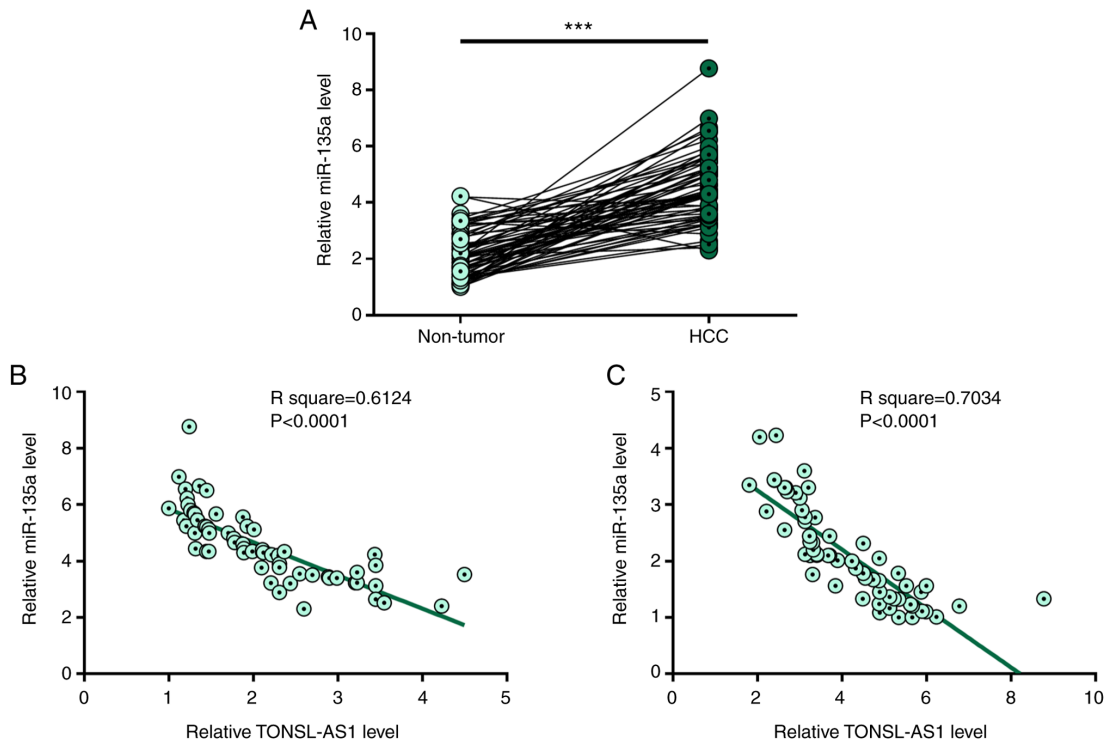 A
***
10
8
6
4
2
0
Relative miR-135a level
Non-tumor
HCC
B
R square=0.6124
P<0.0001
10
8
6
4
2
0
Relative miR-135a level
0
1
2
3
4
5
Relative TONSL-AS1 level
C
R square=0.7034
P<0.0001
5
4
3
2
1
0
Relative miR-135a level
0
2
4
6
8
10
Relative TONSL-AS1 level